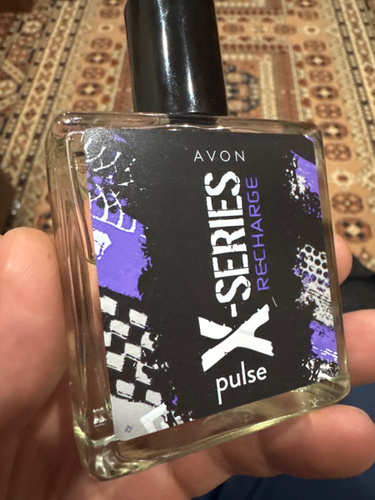 AVON
X-SERIES
RECHARGE
pulse